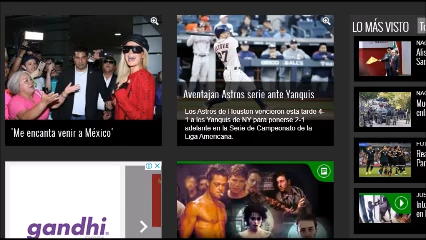 'Me encanta venir a México'
Aventajan Astros serie ante Yanquis
Los Astros de Houston vencieron esta tarde 4-
1 a los Yanquis de NY para ponerse 2-1
adelante en la Serie de Campeonato de la
Liga Americana.
LO MÁS VISTO
gandhi